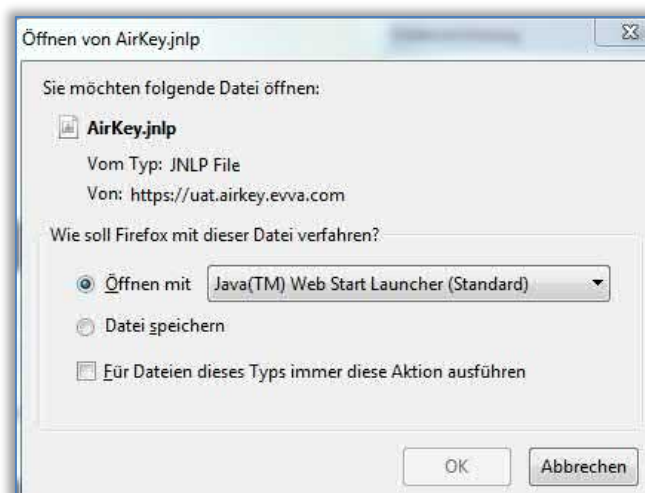 Öffnen von AirKey.jnlp
Sie möchten folgende Datei öffnen:
AirKey.jnlp
Vom Typ: JNLP File
Von: https://uat.airkey.evva.com
Wie soll Firefox mit dieser Datei verfahren?
Öffnen mit Java(TM) Web Start Launcher (Standard)
Datei speichern
Für Dateien dieses Typs immer diese Aktion ausführen
OK Abbrechen